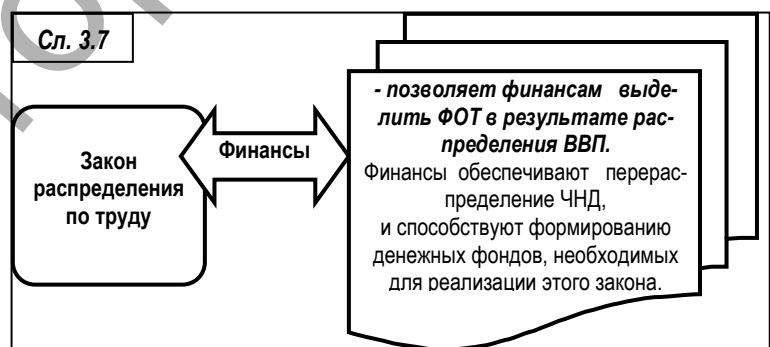 Сл. 3.7
Закон
распределения
по труду
Финансы
- позволяет финансам выде-
лить ФОТ в результате рас-
пределения ВВП.
Финансы обеспечивают перерас-
пределение ЧНД,
и способствуют формированию
денежных фондов, необходимых
для реализации этого закона.